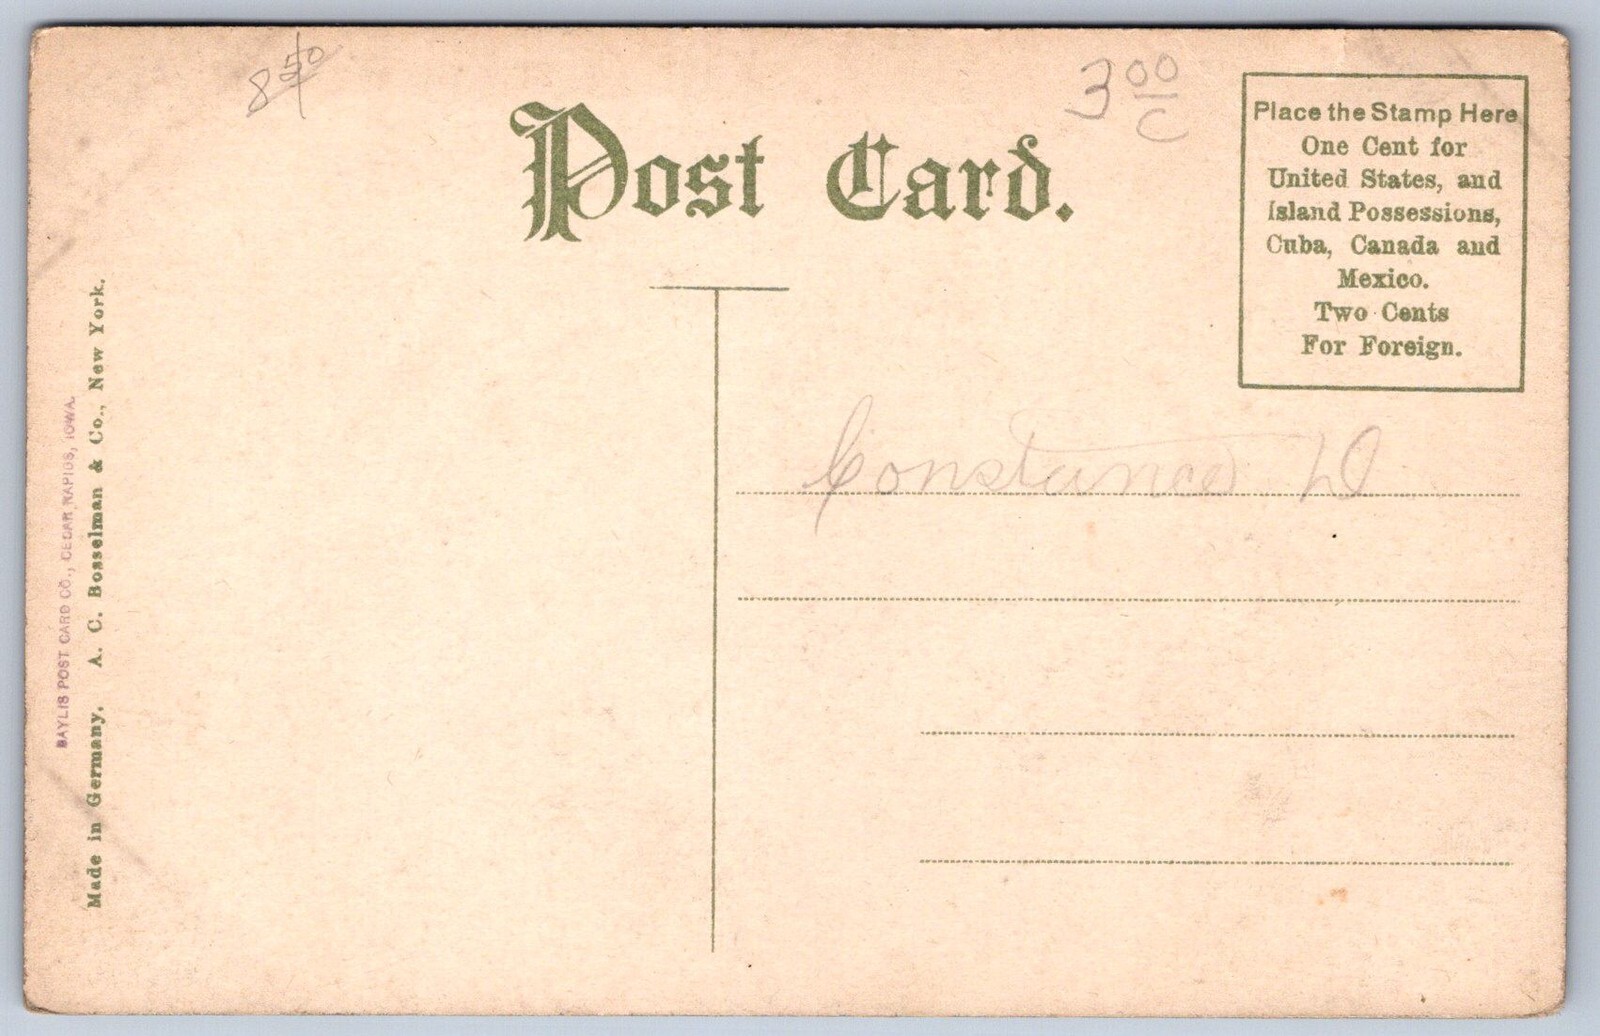 8 50
3 00
C
Post Card.
Place the Stamp Here
One Cent for
United States, and
Island Possessions,
Cuba, Canada and
Mexico.
Two Cents
For Foreign.
Constance D
BAYLIS POST CARD CO., CEDAR RAPIDS, IOWA.
Made in Germany. A. C. Bosselman & Co., New York.